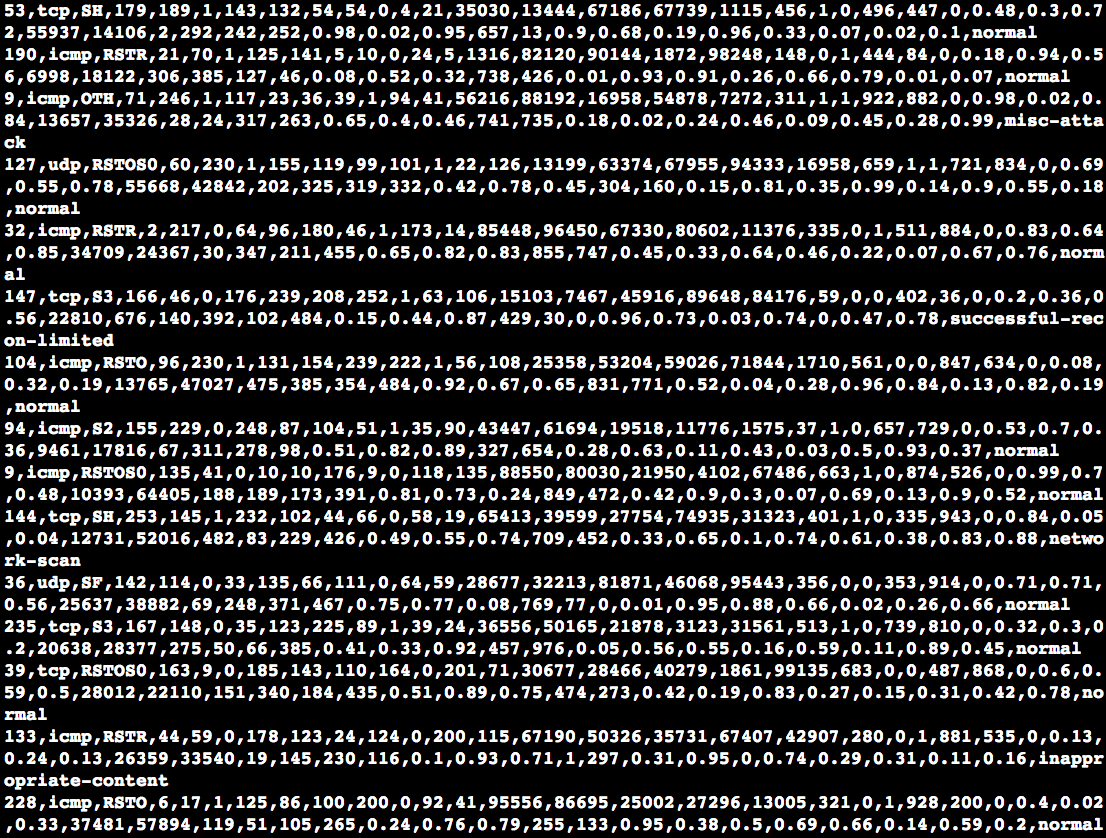 53,tcp,SH,179,189,1,143,132,54,54,0,4,21,35030,13444,67186,67739,1115,456,1,0,496,447,0,0.48,0.3,0.7
2,55937,14106,2,292,242,252,0.98,0.02,0.95,657,13,0.9,0.68,0.19,0.96,0.33,0.07,0.02,0.1,normal
190,icmp,RSTR,21,70,1,125,141,5,10,0,24,5,1316,82120,90144,1872,98248,148,0,1,444,84,0,0.18,0.94,0.5
6,6998,18122,306,385,127,46,0.08,0.52,0.32,738,426,0.01,0.93,0.91,0.26,0.66,0.79,0.01,0.07,normal
9,icmp,OTH,71,246,1,117,23,36,39,1,94,41,56216,88192,16958,54878,7272,311,1,1,922,882,0,0.98,0.02,0.
84,13657,35326,28,24,317,263,0.65,0.4,0.46,741,735,0.18,0.02,0.24,0.46,0.09,0.45,0.28,0.99,misc-atta
ck
127,udp,RSTOS0,60,230,1,155,119,99,101,1,22,126,13199,63374,67955,94333,16958,659,1,1,721,834,0,0.69
,0.55,0.78,55668,42842,202,325,319,332,0.42,0.78,0.45,304,160,0.15,0.81,0.35,0.99,0.14,0.9,0.55,0.18
,normal
32,icmp,RSTR,2,217,0,64,96,180,46,1,173,14,85448,96450,67330,80602,11376,335,0,1,511,884,0,0.83,0.64
,0.85,34709,24367,30,347,211,455,0.65,0.82,0.83,855,747,0.45,0.33,0.64,0.46,0.22,0.07,0.67,0.76,norm
al
147,tcp,S3,166,46,0,176,239,208,252,1,63,106,15103,7467,45916,89648,84176,59,0,0,402,36,0,0.2,0.36,0
.56,22810,676,140,392,102,484,0.15,0.44,0.87,429,30,0,0.96,0.73,0.03,0.74,0,0.47,0.78,successful-rec
on-limited
104,icmp,RSTO,96,230,1,131,154,239,222,1,56,108,25358,53204,59026,71844,1710,561,0,0,847,634,0,0.08,
0.32,0.19,13765,47027,475,385,354,484,0.92,0.67,0.65,831,771,0.52,0.04,0.28,0.96,0.84,0.13,0.82,0.19
,normal
94,icmp,S2,155,229,0,248,87,104,51,1,35,90,43447,61694,19518,11776,1575,37,1,0,657,729,0,0.53,0.7,0.
36,9461,17816,67,311,278,98,0.51,0.82,0.89,327,654,0.28,0.63,0.11,0.43,0.03,0.5,0.93,0.37,normal
9,icmp,RSTOS0,135,41,0,10,10,176,9,0,118,135,88550,80030,21950,4102,67486,663,1,0,874,526,0,0.99,0.7
,0.48,10393,64405,188,189,173,391,0.81,0.73,0.24,849,472,0.42,0.9,0.3,0.07,0.69,0.13,0.9,0.52,normal
144,tcp,SH,253,145,1,232,102,44,66,0,58,19,65413,39599,27754,74935,31323,401,1,0,335,943,0,0.84,0.05
,0.04,12731,52016,482,83,229,426,0.49,0.55,0.74,709,452,0.33,0.65,0.1,0.74,0.61,0.38,0.83,0.88,netwo
rk-scan
36,udp,SF,142,114,0,33,135,66,111,0,64,59,28677,32213,81871,46068,95443,356,0,0,353,914,0,0.71,0.71,
0.56,25637,38882,69,248,371,467,0.75,0.77,0.08,769,77,0,0.01,0.95,0.88,0.66,0.02,0.26,0.66,normal
235,tcp,S3,167,148,0,35,123,225,89,1,39,24,36556,50165,21878,3123,31561,513,1,0,739,810,0,0.32,0.3,0
.2,20638,28377,275,50,66,385,0.41,0.33,0.92,457,976,0.05,0.56,0.55,0.16,0.59,0.11,0.89,0.45,normal
39,tcp,RSTOS0,163,9,0,185,143,110,164,0,201,71,30677,28466,40279,1861,99135,683,0,0,487,868,0,0.6,0.
59,0.5,28012,22110,151,340,184,435,0.51,0.89,0.75,474,273,0.42,0.19,0.83,0.27,0.15,0.31,0.42,0.78,no
rmal
133,icmp,RSTR,44,59,0,178,123,24,124,0,200,115,67190,50326,35731,67407,42907,280,0,1,881,535,0,0.13,
0.24,0.13,26359,33540,19,145,230,116,0.1,0.93,0.71,1,297,0.31,0.95,0,0.74,0.29,0.31,0.11,0.16,inappr
opriate-content
228,icmp,RSTO,6,17,1,125,86,100,200,0,92,41,95556,86695,25002,27296,13005,321,0,1,928,200,0,0.4,0.02
,0.33,37481,57894,119,51,105,265,0.24,0.76,0.79,255,133,0.95,0.38,0.5,0.69,0.66,0.14,0.59,0.2,normal